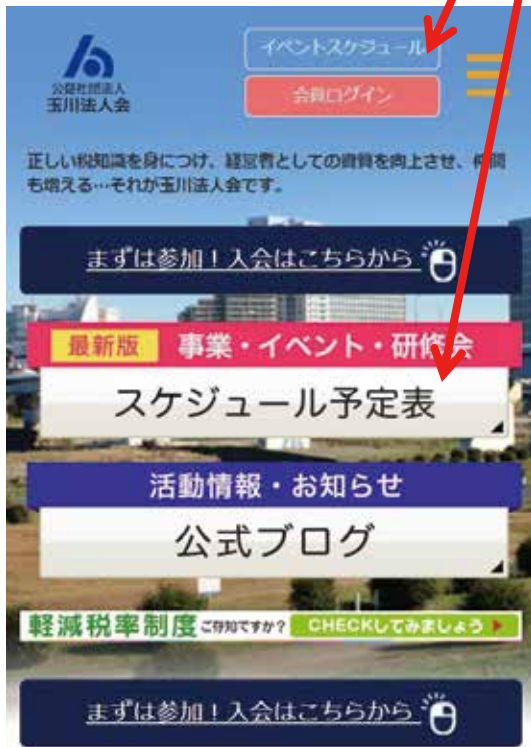 公益社団法人
玉川法人会
イベントスケジュール
会員ログイン
正しい税知識を身につけ、経営者としての資質を向上させ、仲間
も増える…それが玉川法人会です。
まずは参加！入会はこちらから
最新版 事業・イベント・研修会
スケジュール予定表
活動情報・お知らせ
公式ブログ
軽減税率制度 ご存知ですか? CHECKしてみましょう
まずは参加！入会はこちらから